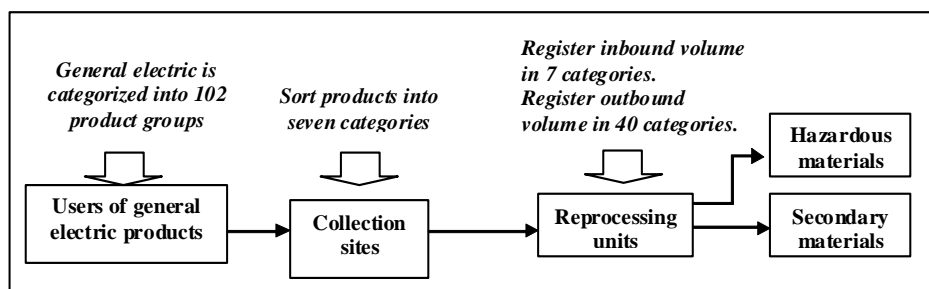 General electric is
categorized into 102
product groups
Sort products into
seven categories
Register inbound volume
in 7 categories.
Register outbound
volume in 40 categories.
Users of general
electric products
Collection
sites
Reprocessing
units
Hazardous
materials
Secondary
materials